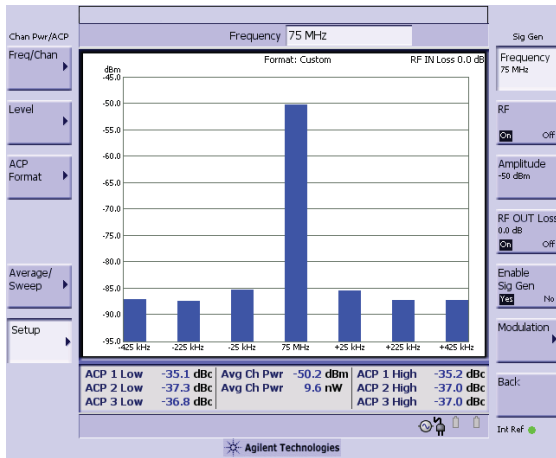 Chan Pwr/ACP
Frequency 75 MHz
Sig Gen
Freq/Chan
Level
ACP
Format
Average/
Sweep
Setup
Format: Custom
RF IN Loss 0.0 dB
dBm
-45.0
-50.0
-55.0
-60.0
-65.0
-70.0
-75.0
-80.0
-85.0
-90.0
-95.0
-425 kHz -225 kHz -25 kHz 75 MHz +25 kHz +225 kHz +425 kHz
ACP 1 Low -35.1 dBc Avg Ch Pwr -50.2 dBm ACP 1 High -35.2 dBc
ACP 2 Low -37.3 dBc Avg Ch Pwr 9.6 nW ACP 2 High -37.0 dBc
ACP 3 Low -36.8 dBc ACP 3 High -37.0 dBc
Frequency
75 MHz
RF
On Off
Amplitude
-50 dBm
RF OUT Loss
0.0 dB
On Off
Enable
Sig Gen
Yes No
Modulation
Back
Int Ref
Agilent Technologies